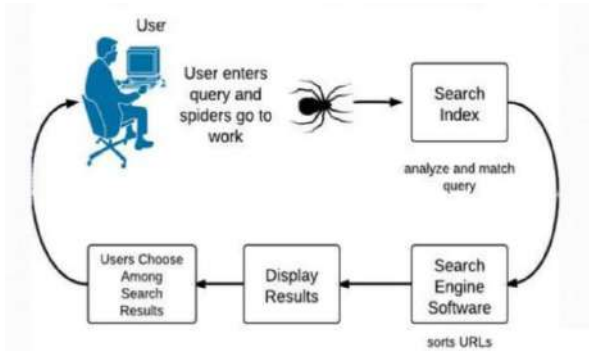 User
User enters
query and
spiders go to
work
Search
Index
analyze and match
query
Search
Engine
Software
sorts URLs
Display
Results
Users Choose
Among
Search
Results